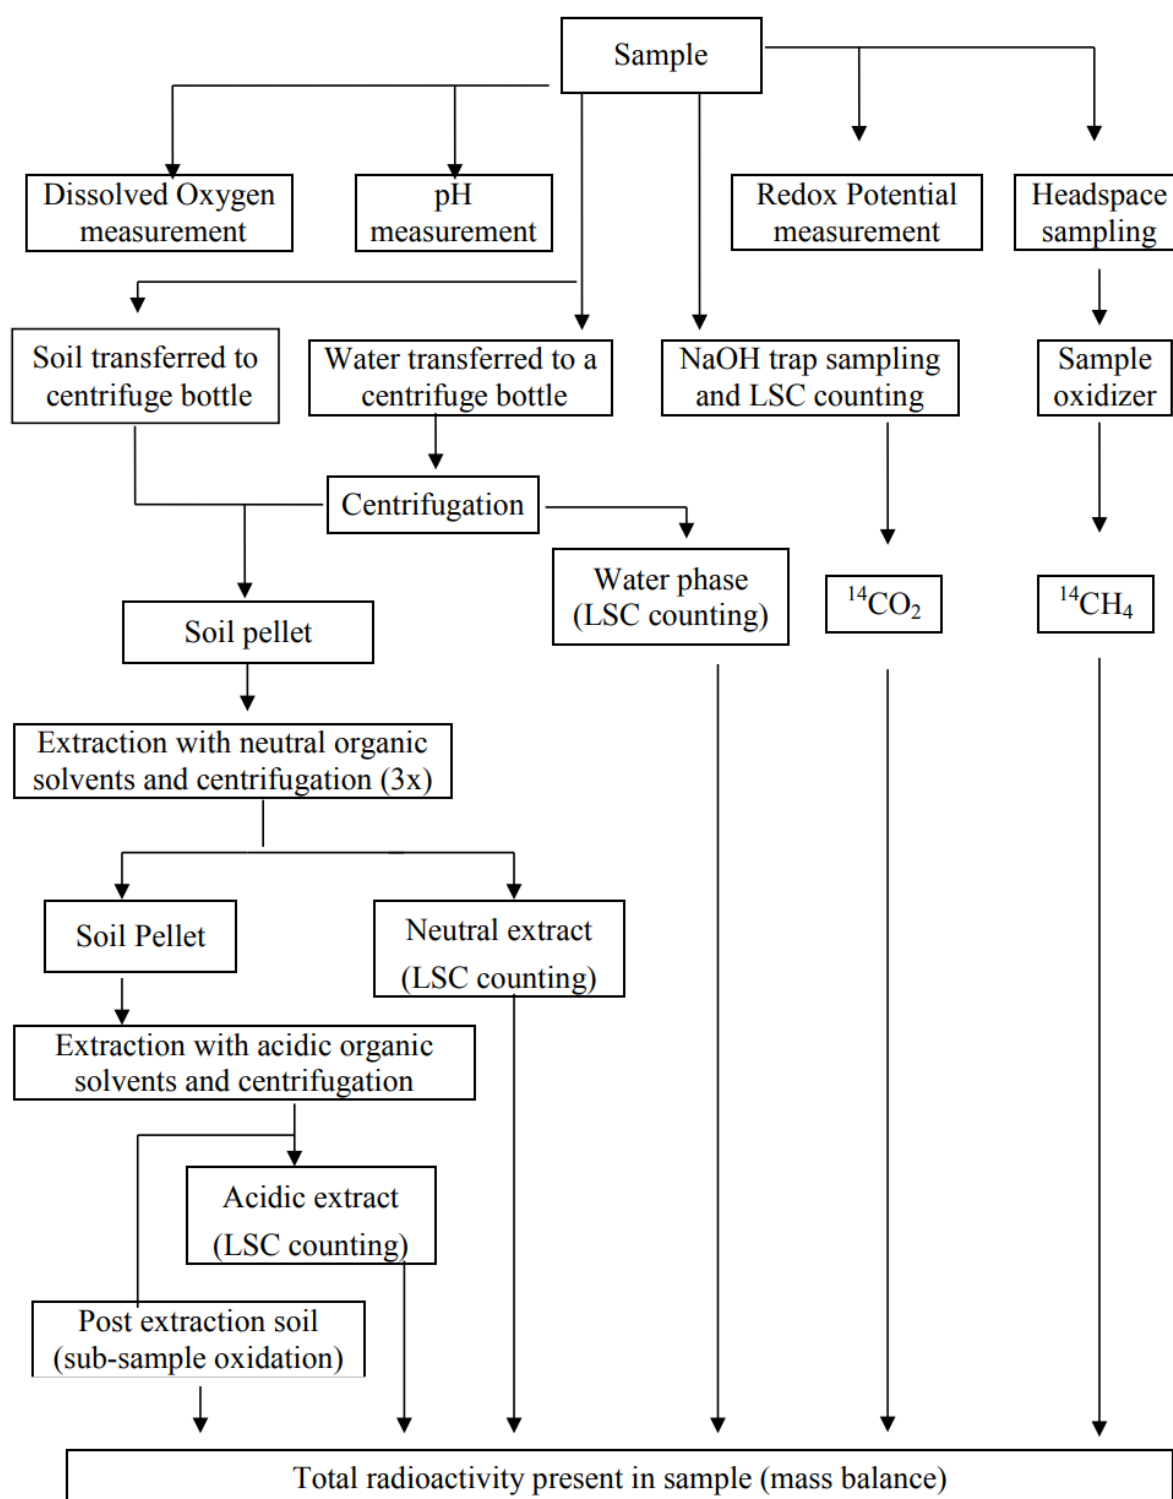 Sample
Dissolved Oxygen
measurement
pH
measurement
Redox Potential
measurement
Headspace
sampling
Soil transferred to
centrifuge bottle
Water transferred to a
centrifuge bottle
NaOH trap sampling
and LSC counting
Sample
oxidizer
Centrifugation
Water phase
(LSC counting)
¹⁴CO₂
¹⁴CH₄
Soil pellet
Extraction with neutral organic
solvents and centrifugation (3x)
Soil Pellet
Neutral extract
(LSC counting)
Extraction with acidic organic
solvents and centrifugation
Acidic extract
(LSC counting)
Post extraction soil
(sub-sample oxidation)
Total radioactivity present in sample (mass balance)